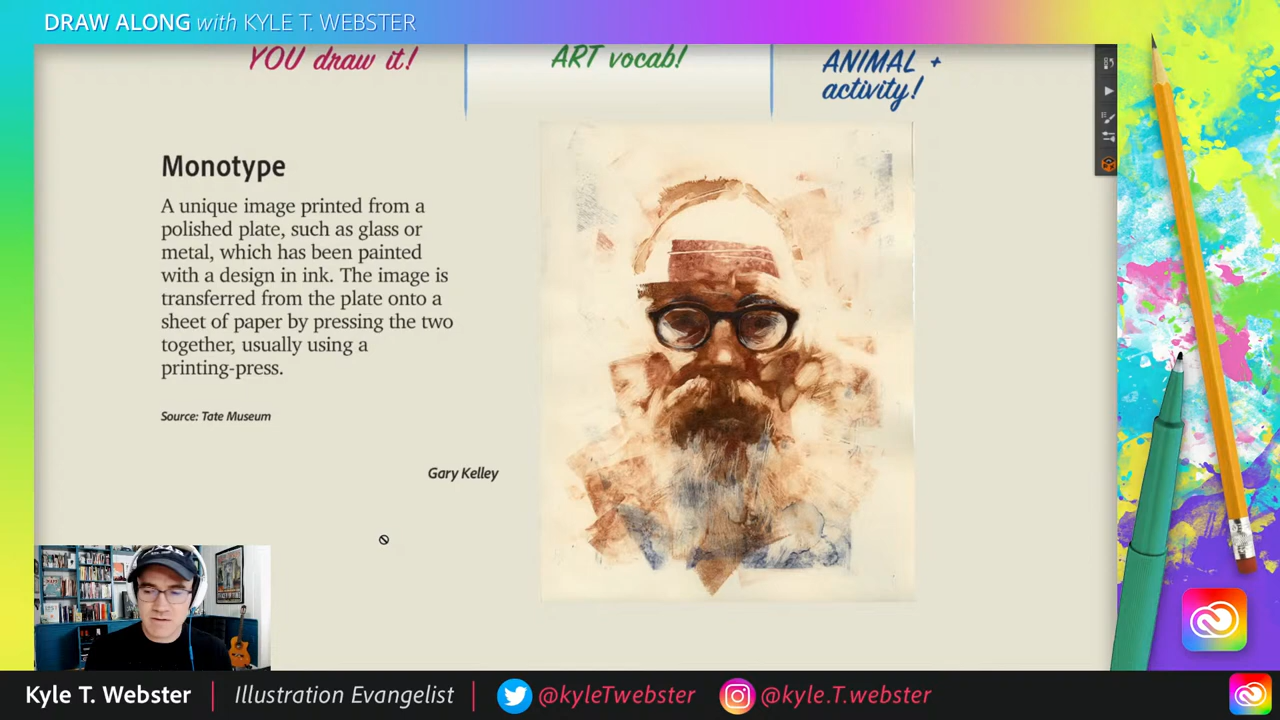 DRAW ALONG with KYLE T. WEBSTER
YOU draw it!
ART vocab!
ANIMAL +
activity!
Monotype
A unique image printed from a
polished plate, such as glass or
metal, which has been painted
with a design in ink. The image is
transferred from the plate onto a
sheet of paper by pressing the two
together, usually using a
printing-press.
Source: Tate Museum
Gary Kelley
Kyle T. Webster | Illustration Evangelist | @kyleTwebster @kyle.T.webster